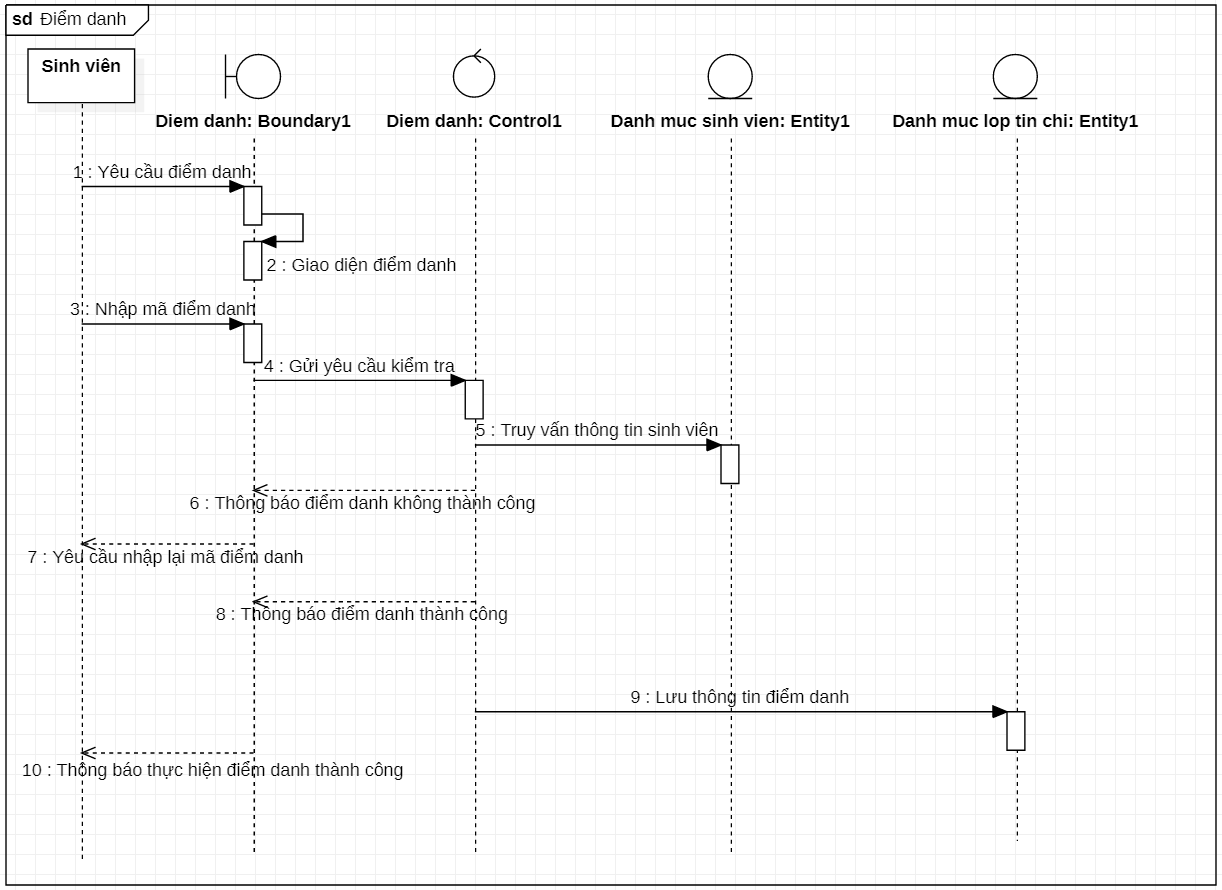 sd Điểm danh
Sinh viên
Diem danh: Boundary1
Diem danh: Control1
Danh muc sinh vien: Entity1
Danh muc lop tin chi: Entity1
1 : Yêu cầu điểm danh
2 : Giao diện điểm danh
3 : Nhập mã điểm danh
4 : Gửi yêu cầu kiểm tra
5 : Truy vấn thông tin sinh viên
6 : Thông báo điểm danh không thành công
7 : Yêu cầu nhập lại mã điểm danh
8 : Thông báo điểm danh thành công
9 : Lưu thông tin điểm danh
10 : Thông báo thực hiện điểm danh thành công